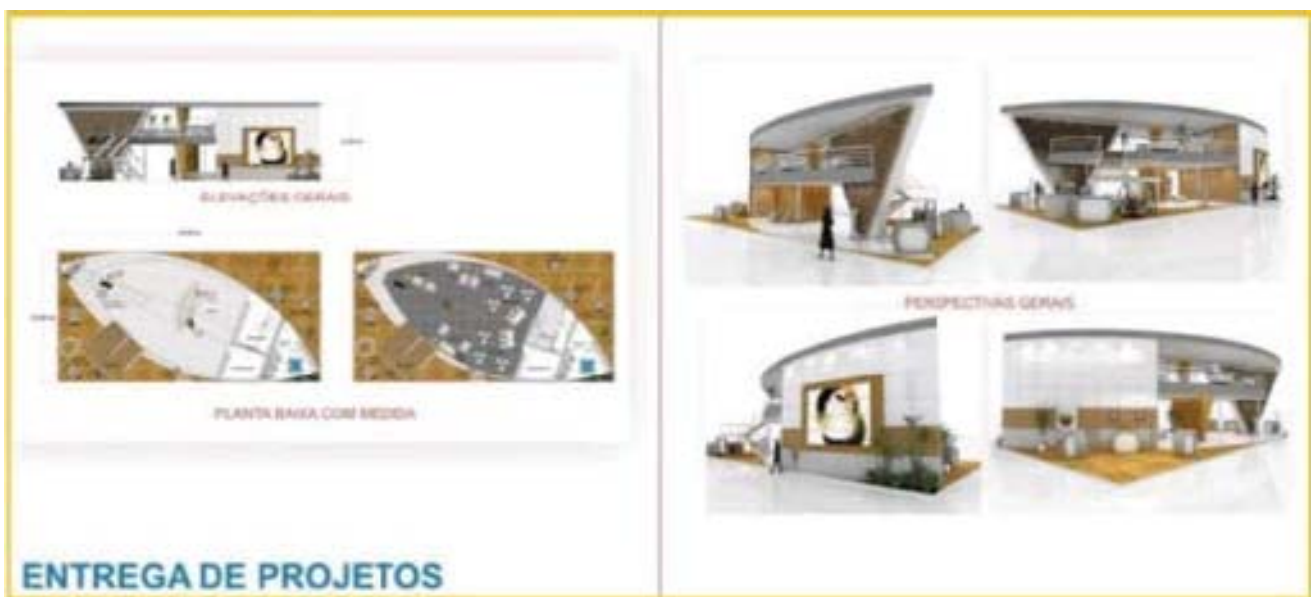 ELEVAÇÕES GERAIS
PLANTA BAIXA COM MEDIDA
ENTREGA DE PROJETOS
PERSPECTIVAS GERAIS